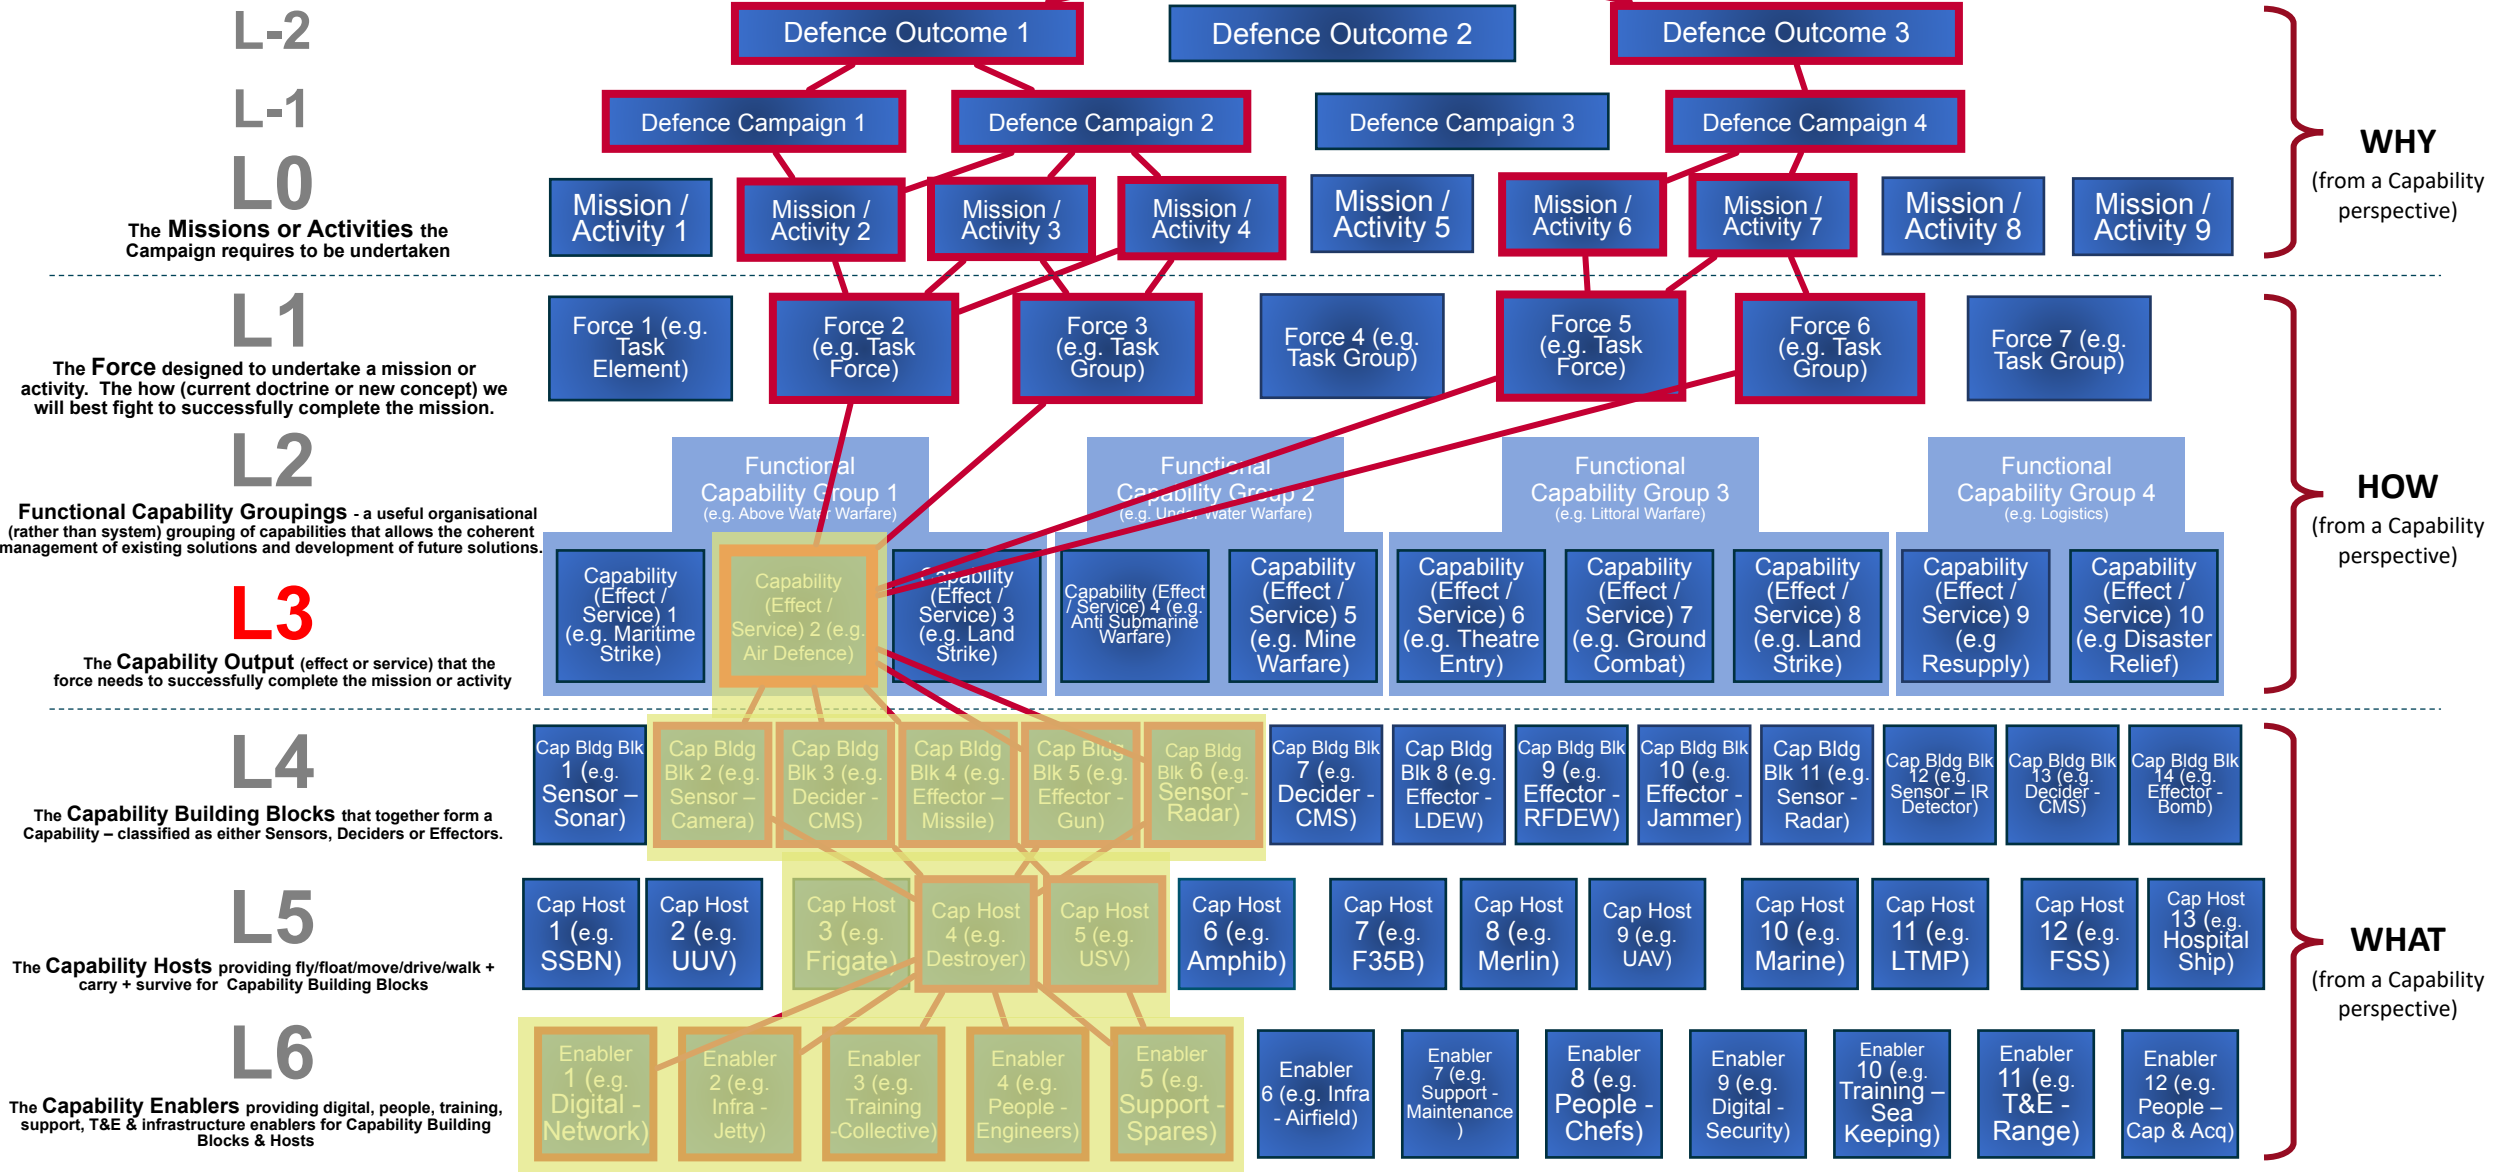 L-2
Defence Outcome 1
Defence Outcome 2
Defence Outcome 3
L-1
Defence Campaign 1
Defence Campaign 2
Defence Campaign 3
Defence Campaign 4
WHY
(from a Capability
perspective)
L0
The Missions or Activities the
Campaign requires to be undertaken
Mission /
Activity 1
Mission /
Activity 2
Mission /
Activity 3
Mission /
Activity 4
Mission /
Activity 5
Mission /
Activity 6
Mission /
Activity 7
Mission /
Activity 8
Mission /
Activity 9
L1
The Force designed to undertake a mission or
activity. The how (current doctrine or new concept) we
will best fight to successfully complete the mission.
Force 1 (e.g.
Task
Element)
Force 2
(e.g. Task
Force)
Force 3
(e.g. Task
Group)
Force 4 (e.g.
Task Group)
Force 5
(e.g. Task
Force)
Force 6
(e.g. Task
Group)
Force 7 (e.g.
Task Group)
L2
Functional Capability Groupings - a useful organisational
(rather than system) grouping of capabilities that allows the coherent
management of existing solutions and development of future solutions.
Functional
Capability Group 1
(e.g. Above Water Warfare)
Functional
Capability Group 2
(e.g. Under Water Warfare)
Functional
Capability Group 3
(e.g. Littoral Warfare)
Functional
Capability Group 4
(e.g. Logistics)
HOW
(from a Capability
perspective)
L3
The Capability Output (effect or service) that the
force needs to successfully complete the mission or activity
Capability
(Effect /
Service) 1
(e.g. Maritime
Strike)
Capability
(Effect /
Service) 2 (e.g.
Air Defence)
Capability
(Effect /
Service) 3
(e.g. Land
Strike)
Capability (Effect
/ Service) 4 (e.g.
Anti Submarine
Warfare)
Capability
(Effect /
Service) 5
(e.g. Mine
Warfare)
Capability
(Effect /
Service) 6
(e.g. Theatre
Entry)
Capability
(Effect /
Service) 7
(e.g. Ground
Combat)
Capability
(Effect /
Service) 8
(e.g. Land
Strike)
Capability
(Effect /
Service) 9
(e.g
Resupply)
Capability
(Effect /
Service) 10
(e.g Disaster
Relief)
L4
The Capability Building Blocks that together form a
Capability – classified as either Sensors, Deciders or Effectors.
Cap Bldg Blk
1 (e.g.
Sensor –
Sonar)
Cap Bldg
Blk 2 (e.g.
Sensor –
Camera)
Cap Bldg
Blk 3 (e.g.
Decider -
CMS)
Cap Bldg
Blk 4 (e.g.
Effector –
Missile)
Cap Bldg
Blk 5 (e.g.
Effector -
Gun)
Cap Bldg
Blk 6 (e.g.
Sensor -
Radar)
Cap Bldg Blk
7 (e.g.
Decider -
CMS)
Cap Bldg
Blk 8 (e.g.
Effector -
LDEW)
Cap Bldg Blk
9 (e.g.
Effector -
RFDEW)
Cap Bldg Blk
10 (e.g.
Effector -
Jammer)
Cap Bldg
Blk 11 (e.g.
Sensor -
Radar)
Cap Bldg Blk
12 (e.g.
Sensor – IR
Detector)
Cap Bldg Blk
13 (e.g.
Decider -
CMS)
Cap Bldg Blk
14 (e.g.
Effector -
Bomb)
L5
The Capability Hosts providing fly/float/move/drive/walk +
carry + survive for Capability Building Blocks
Cap Host
1 (e.g.
SSBN)
Cap Host
2 (e.g.
UUV)
Cap Host
3 (e.g.
Frigate)
Cap Host
4 (e.g.
Destroyer)
Cap Host
5 (e.g.
USV)
Cap Host
6 (e.g.
Amphib)
Cap Host
7 (e.g.
F35B)
Cap Host
8 (e.g.
Merlin)
Cap Host
9 (e.g.
UAV)
Cap Host
10 (e.g.
Marine)
Cap Host
11 (e.g.
LTMP)
Cap Host
12 (e.g.
FSS)
Cap Host
13 (e.g.
Hospital
Ship)
WHAT
(from a Capability
perspective)
L6
The Capability Enablers providing digital, people, training,
support, T&E & infrastructure enablers for Capability Building
Blocks & Hosts
Enabler
1 (e.g.
Digital -
Network)
Enabler
2 (e.g.
Infra -
Jetty)
Enabler
3 (e.g.
Training
-Collective)
Enabler
4 (e.g.
People -
Engineers)
Enabler
5 (e.g.
Support -
Spares)
Enabler
6 (e.g. Infra
- Airfield)
Enabler
7 (e.g.
Support -
Maintenance
)
Enabler
8 (e.g.
People -
Chefs)
Enabler
9 (e.g.
Digital -
Security)
Enabler
10 (e.g.
Training –
Sea
Keeping)
Enabler
11 (e.g.
T&E -
Range)
Enabler
12 (e.g.
People –
Cap & Acq)